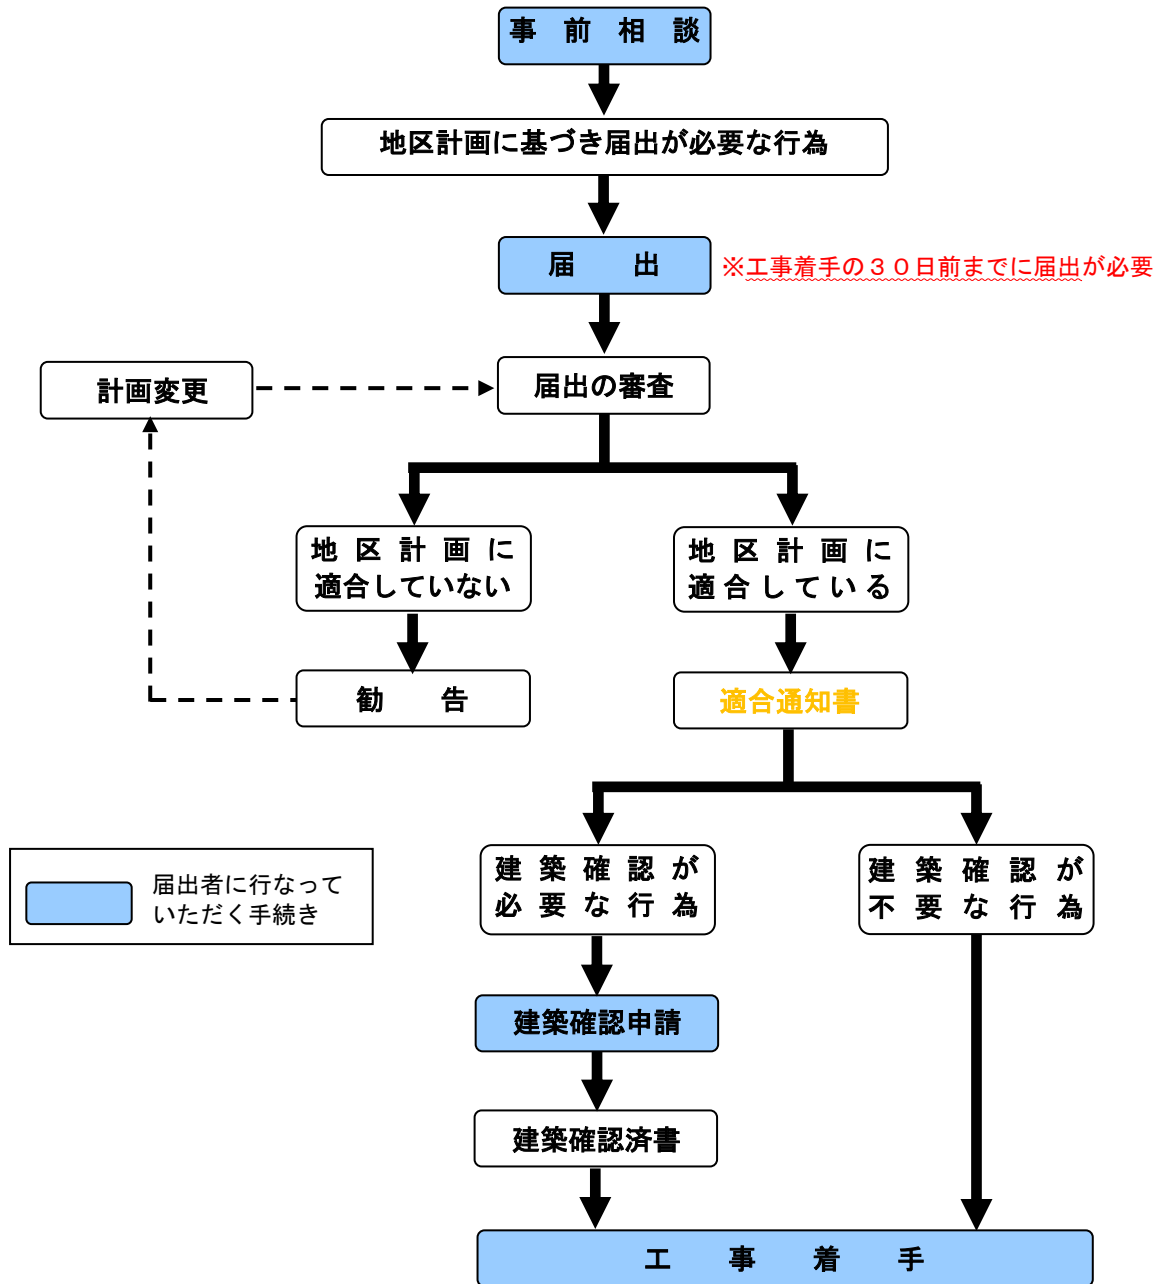 事前相談
地区計画に基づき届出が必要な行為
届出
※工事着手の３０日前までに届出が必要
計画変更
届出の審査
地区計画に
適合していない
地区計画に
適合している
勧告
適合通知書
建築確認が
必要な行為
建築確認が
不要な行為
届出者に行なって
いただく手続き
建築確認申請
建築確認済書
工事着手